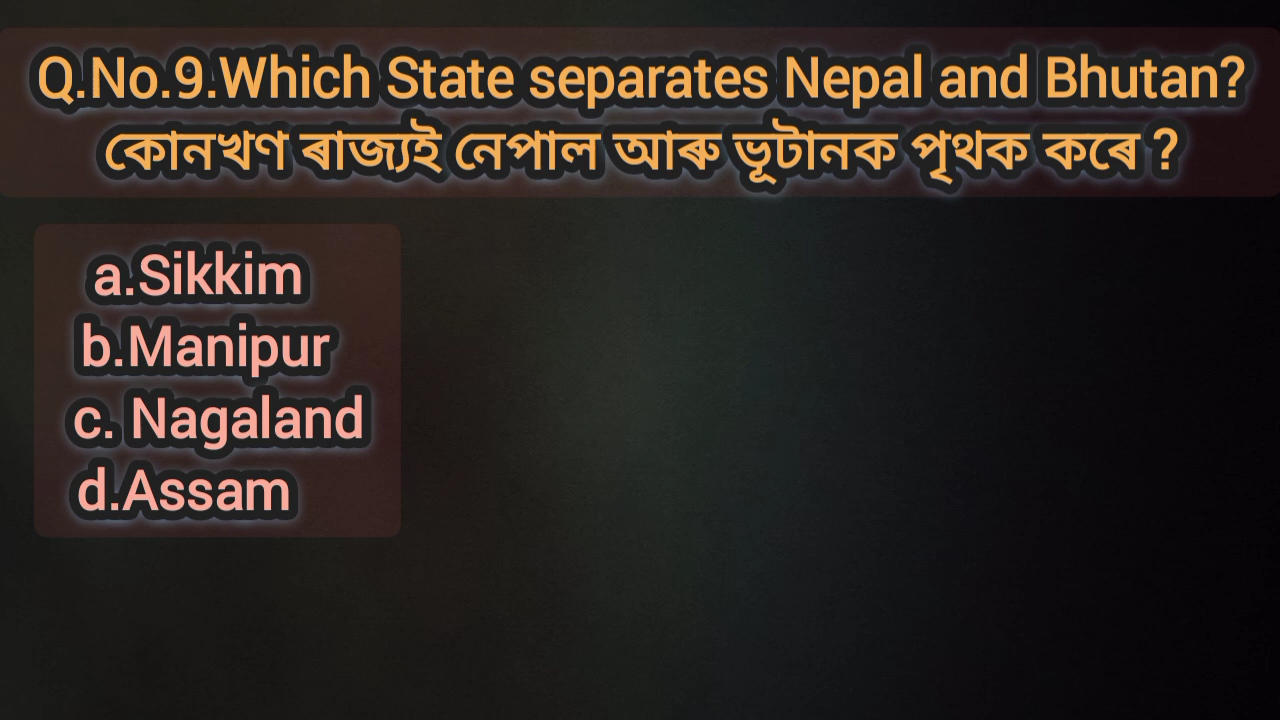 Q.No.9.Which State separates Nepal and Bhutan?
কোনখণ ৰাজ্যই নেপাল আৰু ভূটানক পৃথক কৰে ?
a.Sikkim
b.Manipur
c. Nagaland
d.Assam